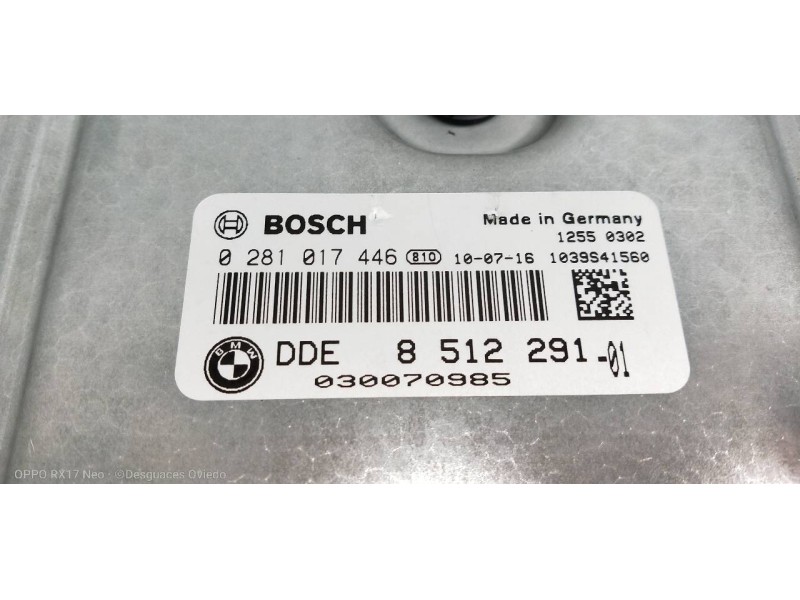 BOSCH
Made in Germany
1255 0302
0 281 017 446 810 10-07-16 1039S41560
BMW
DDE 8 512 291-01
030070985
OPPO RX17 Neo · ©Desguaces Oviedo